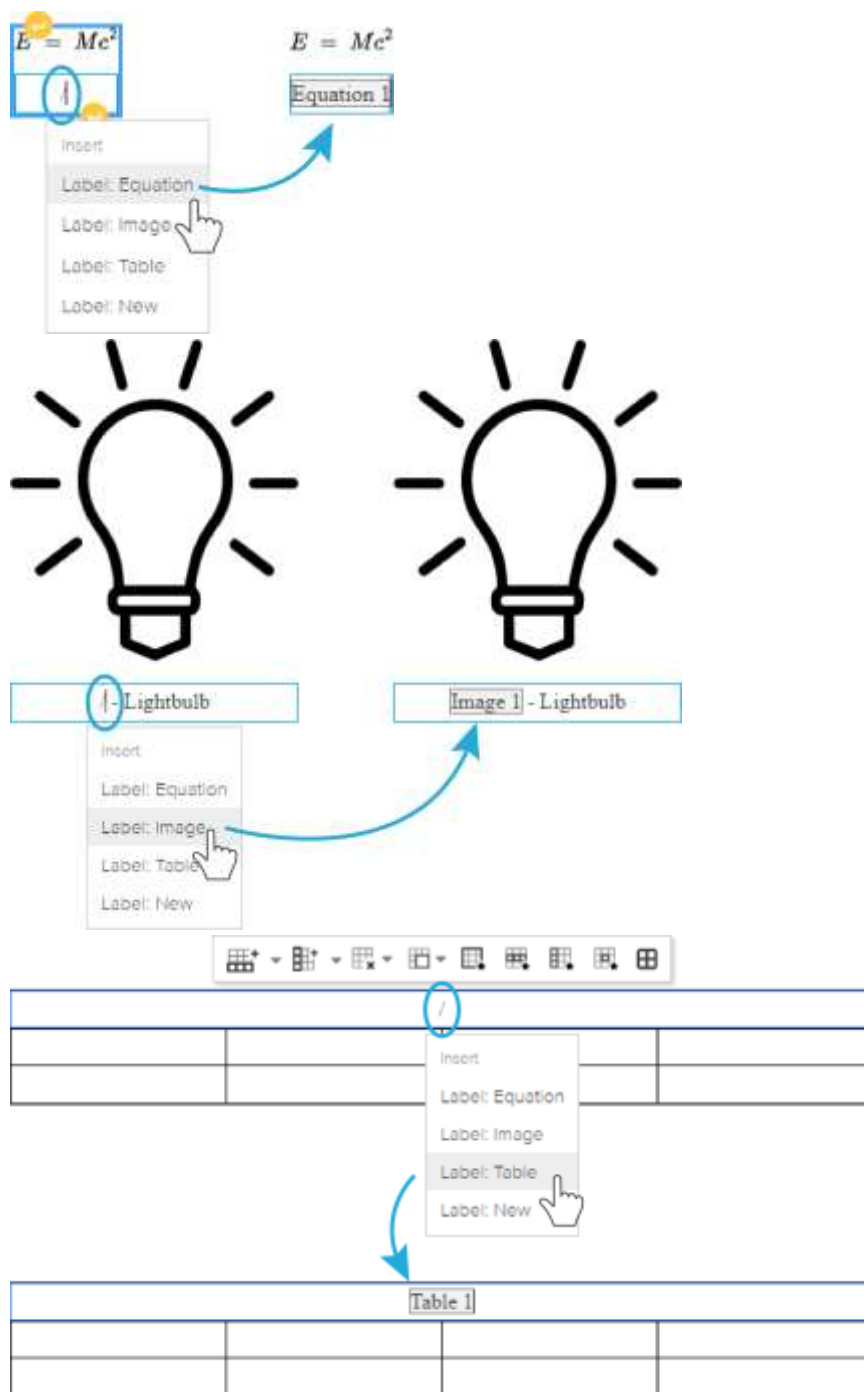 E = Mc² E = Mc²
/ Equation 1
Insert
Label: Equation
Label: Image
Label: Table
Label: New
/ - Lightbulb Image 1 - Lightbulb
Insert
Label: Equation
Label: Image
Label: Table
Label: New
/
Insert
Label: Equation
Label: Image
Label: Table
Label: New
Table 1